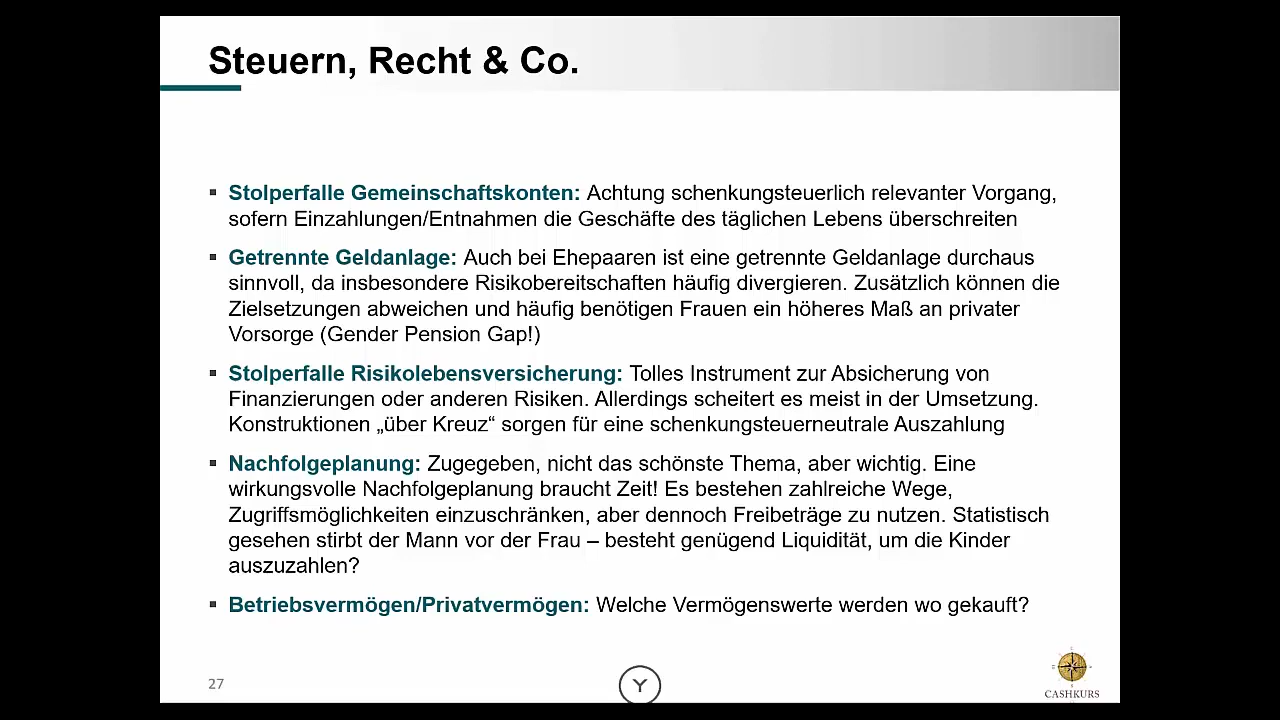 Steuern, Recht & Co.
▪ Stolperfalle Gemeinschaftskonten: Achtung schenkungsteuerlich relevanter Vorgang,
sofern Einzahlungen/Entnahmen die Geschäfte des täglichen Lebens überschreiten
▪ Getrennte Geldanlage: Auch bei Ehepaaren ist eine getrennte Geldanlage durchaus
sinnvoll, da insbesondere Risikobereitschaften häufig divergieren. Zusätzlich können die
Zielsetzungen abweichen und häufig benötigen Frauen ein höheres Maß an privater
Vorsorge (Gender Pension Gap!)
▪ Stolperfalle Risikolebensversicherung: Tolles Instrument zur Absicherung von
Finanzierungen oder anderen Risiken. Allerdings scheitert es meist in der Umsetzung.
Konstruktionen „über Kreuz“ sorgen für eine schenkungsteuerneutrale Auszahlung
▪ Nachfolgeplanung: Zugegeben, nicht das schönste Thema, aber wichtig. Eine
wirkungsvolle Nachfolgeplanung braucht Zeit! Es bestehen zahlreiche Wege,
Zugriffsmöglichkeiten einzuschränken, aber dennoch Freibeträge zu nutzen. Statistisch
gesehen stirbt der Mann vor der Frau – besteht genügend Liquidität, um die Kinder
auszuzahlen?
▪ Betriebsvermögen/Privatvermögen: Welche Vermögenswerte werden wo gekauft?
27
Y
CASHKURS